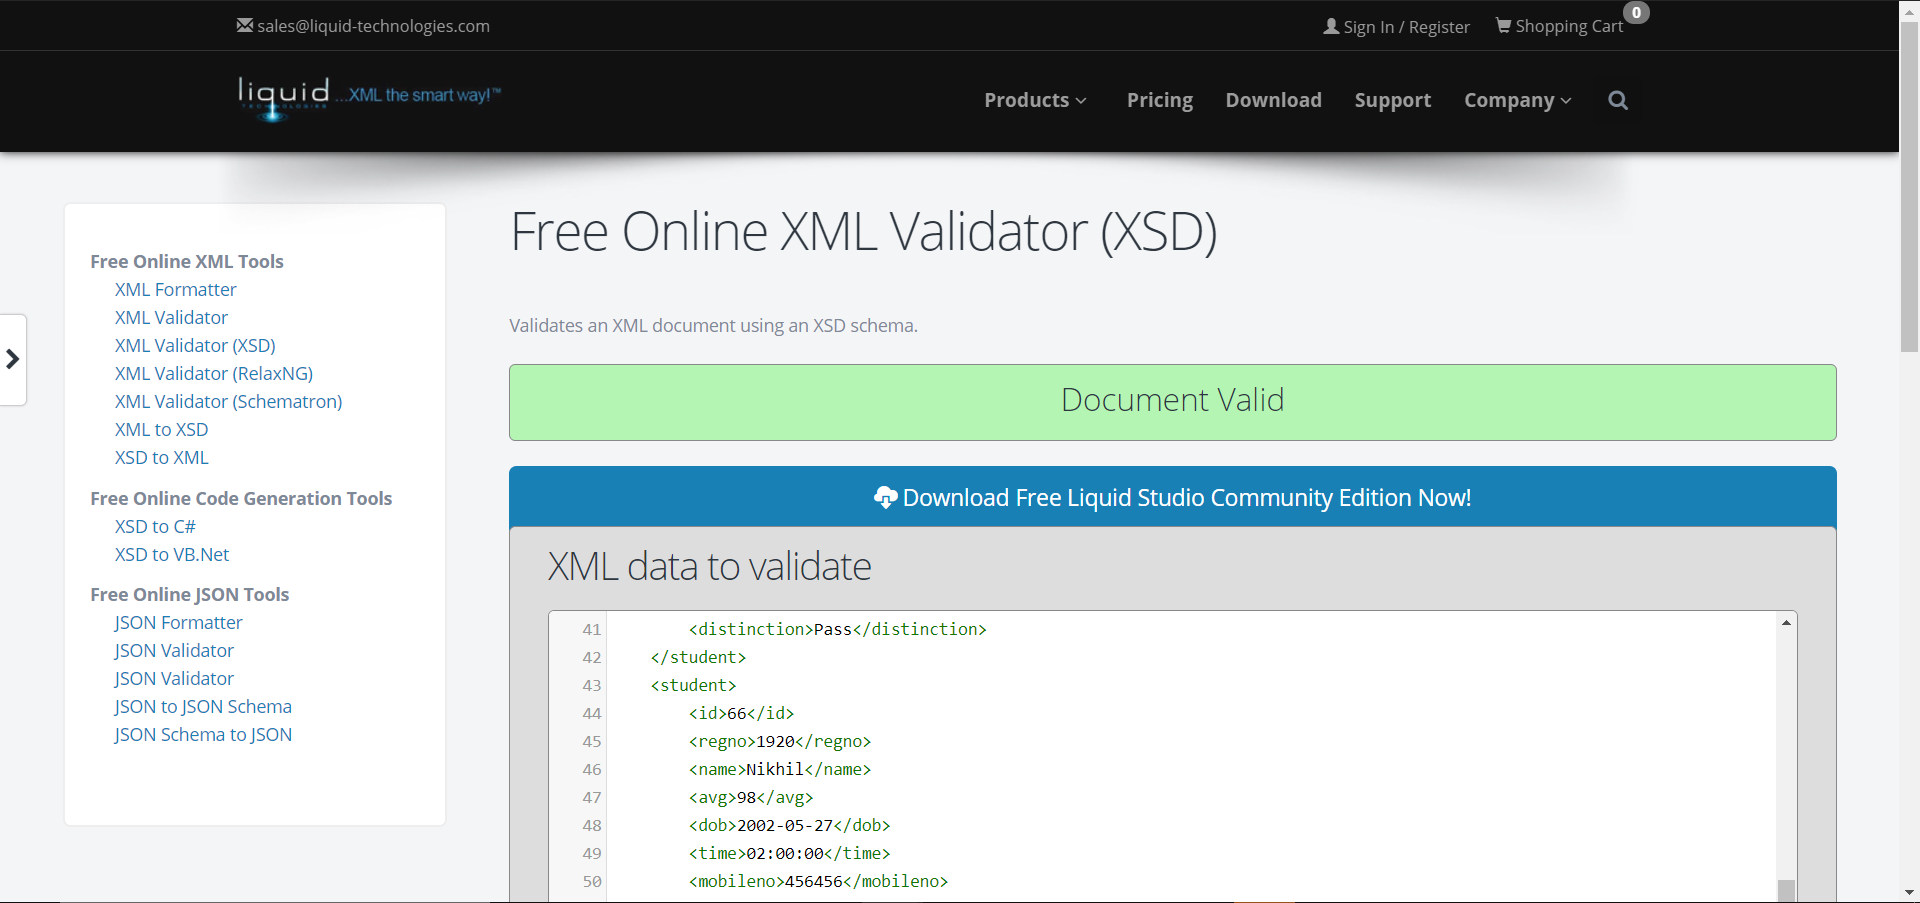 sales@liquid-technologies.com
Sign In / Register
Shopping Cart
0
liquid
TECHNOLOGIES
...XML the smart way!™
Products
Pricing
Download
Support
Company
Free Online XML Tools
XML Formatter
XML Validator
XML Validator (XSD)
XML Validator (RelaxNG)
XML Validator (Schematron)
XML to XSD
XSD to XML
Free Online Code Generation Tools
XSD to C#
XSD to VB.Net
Free Online JSON Tools
JSON Formatter
JSON Validator
JSON Validator
JSON to JSON Schema
JSON Schema to JSON
Free Online XML Validator (XSD)
Validates an XML document using an XSD schema.
Document Valid
Download Free Liquid Studio Community Edition Now!
XML data to validate
41 <distinction>Pass</distinction>
42 </student>
43 <student>
44 <id>66</id>
45 <regno>1920</regno>
46 <name>Nikhil</name>
47 <avg>98</avg>
48 <dob>2002-05-27</dob>
49 <time>02:00:00</time>
50 <mobileno>456456</mobileno>